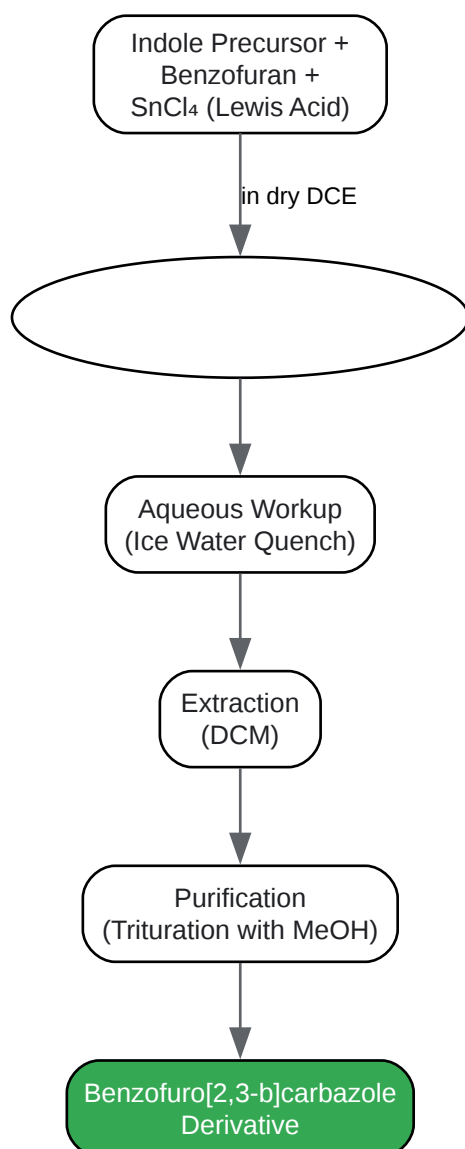 Indole Precursor +
Benzofuran +
SnCl₄ (Lewis Acid)
in dry DCE
Aqueous Workup
(Ice Water Quench)
Extraction
(DCM)
Purification
(Trituration with MeOH)
Benzofuro[2,3-b]carbazole
Derivative